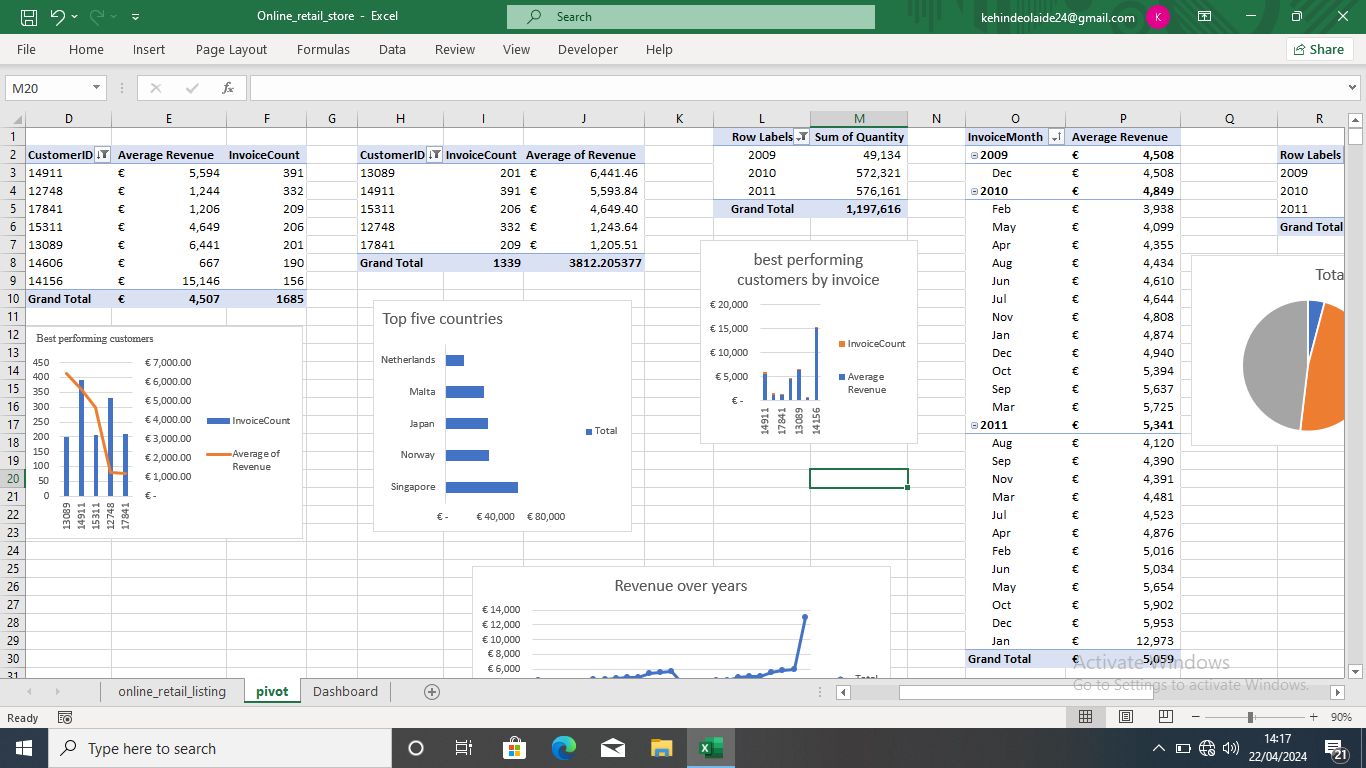 Online_retail_store - Excel
Search
kehindeolaide24@gmail.com
K
File Home Insert Page Layout Formulas Data Review View Developer Help
Share
M20
fx
D E F G H I J K L M N O P Q R
1 Row Labels Sum of Quantity InvoiceMonth Average Revenue
2 CustomerID Average Revenue InvoiceCount CustomerID InvoiceCount Average of Revenue 2009 49,134 2009 € 4,508 Row Labels
3 14911 € 5,594 391 13089 201 € 6,441.46 2010 572,321 Dec € 4,508 2009
4 12748 € 1,244 332 14911 391 € 5,593.84 2011 576,161 2010 € 4,849 2010
5 17841 € 1,206 209 15311 206 € 4,649.40 Grand Total 1,197,616 Feb € 3,938 2011
6 15311 € 4,649 206 12748 332 € 1,243.64 May € 4,099 Grand Total
7 13089 € 6,441 201 17841 209 € 1,205.51 Apr € 4,355
8 14606 € 667 190 Grand Total 1339 3812.205377 Aug € 4,434
9 14156 € 15,146 156 Jun € 4,610
10 Grand Total € 4,507 1685 Jul € 4,644
11 Nov € 4,808
12 Jan € 4,874
13 Dec € 4,940
14 Oct € 5,394
15 Sep € 5,637
16 Mar € 5,725
17 2011 € 5,341
18 Aug € 4,120
19 Sep € 4,390
20 Nov € 4,391
21 Mar € 4,481
22 Jul € 4,523
23 Apr € 4,876
24 Feb € 5,016
25 Jun € 5,034
26 May € 5,654
27 Oct € 5,902
28 Dec € 5,953
29 Jan € 12,973
30 Grand Total € 5,059
31
Best performing customers
450
400
350
300
250
200
150
100
50
0
€ 7,000.00
€ 6,000.00
€ 5,000.00
€ 4,000.00
€ 3,000.00
€ 2,000.00
€ 1,000.00
€ -
13089
14911
15311
12748
17841
InvoiceCount
Average of
Revenue
Top five countries
Netherlands
Malta
Japan
Norway
Singapore
€ - € 40,000 € 80,000
Total
best performing
customers by invoice
€ 20,000
€ 15,000
€ 10,000
€ 5,000
€ -
14911
17841
13089
14156
InvoiceCount
Average
Revenue
Tota
Revenue over years
€ 14,000
€ 12,000
€ 10,000
€ 8,000
€ 6,000
Total
Activate Windows
Go to Settings to activate Windows.
online_retail_listing pivot Dashboard
Ready
90%
Type here to search
14:17
22/04/2024
21